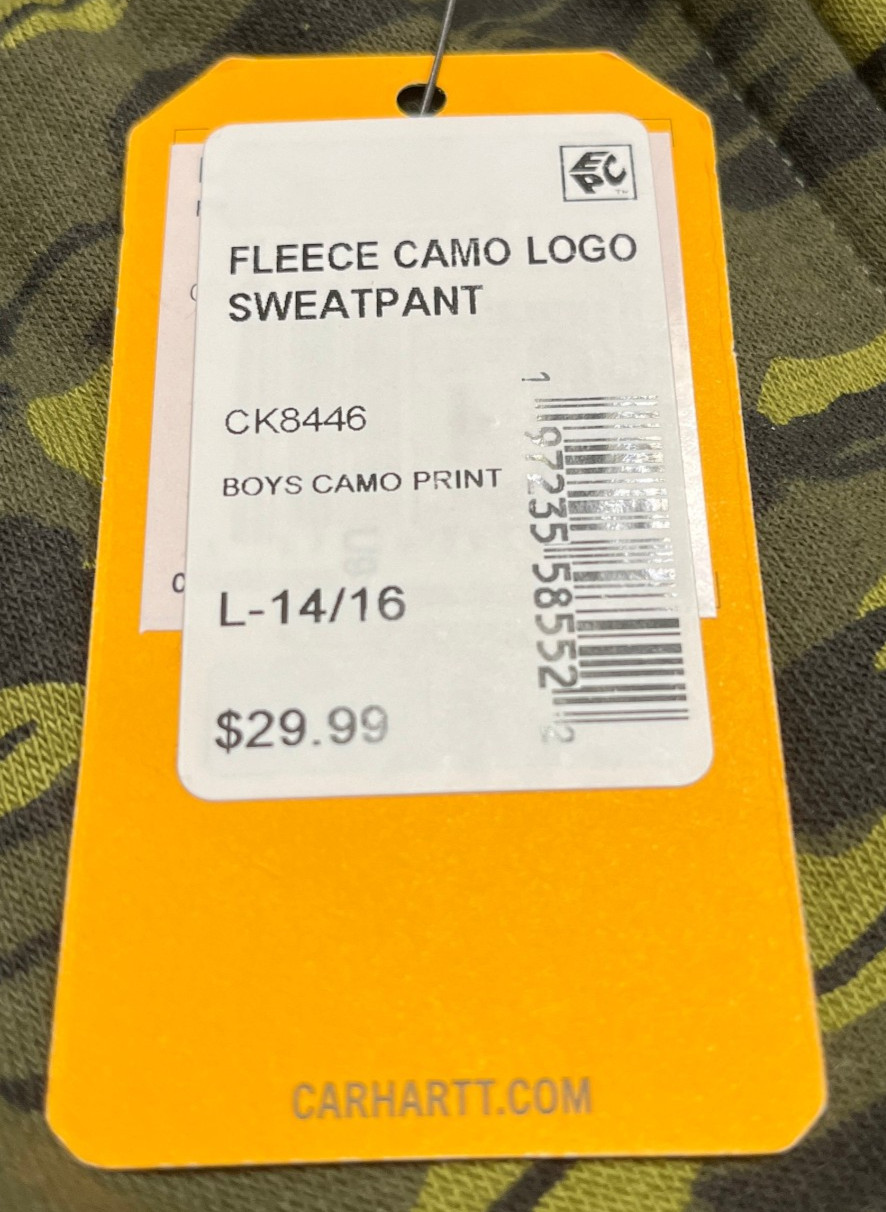 EPC
TM
FLEECE CAMO LOGO
SWEATPANT
CK8446
BOYS CAMO PRINT
L-14/16
$29.99
1 97235 58552 2
CARHARTT.COM